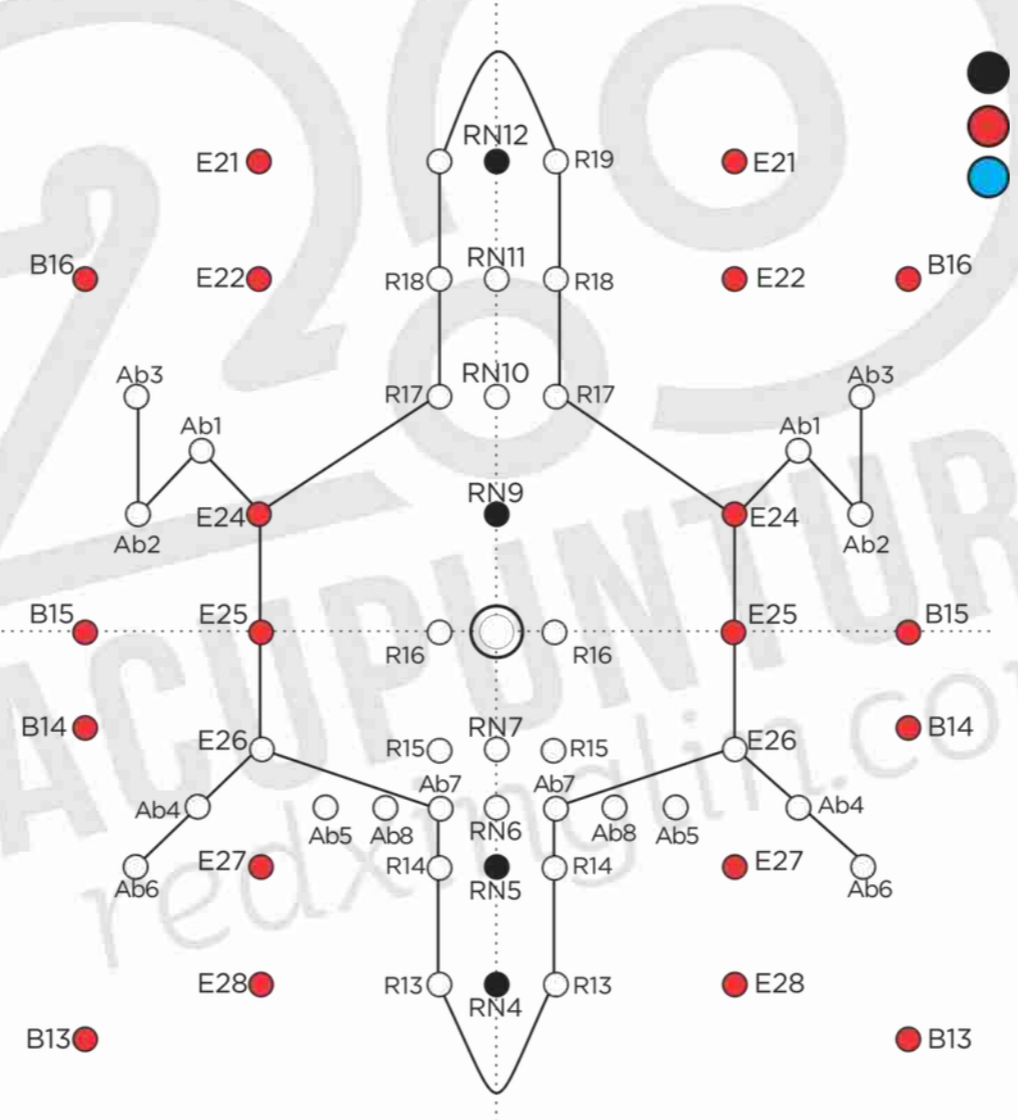 RN12
E21
R19
E21
B16
E22
R18
RN11
R18
E22
B16
Ab3
R17
RN10
R17
Ab3
Ab1
Ab1
E24
RN9
E24
Ab2
Ab2
B15
E25
E25
B15
R16
R16
B14
E26
R15
RN7
R15
E26
B14
Ab7
Ab7
Ab4
Ab5
Ab8
RN6
Ab8
Ab5
Ab4
E27
R14
R14
E27
Ab6
RN5
Ab6
E28
R13
R13
E28
RN4
B13
B13
ACUPUNTUR
redxinglin.co